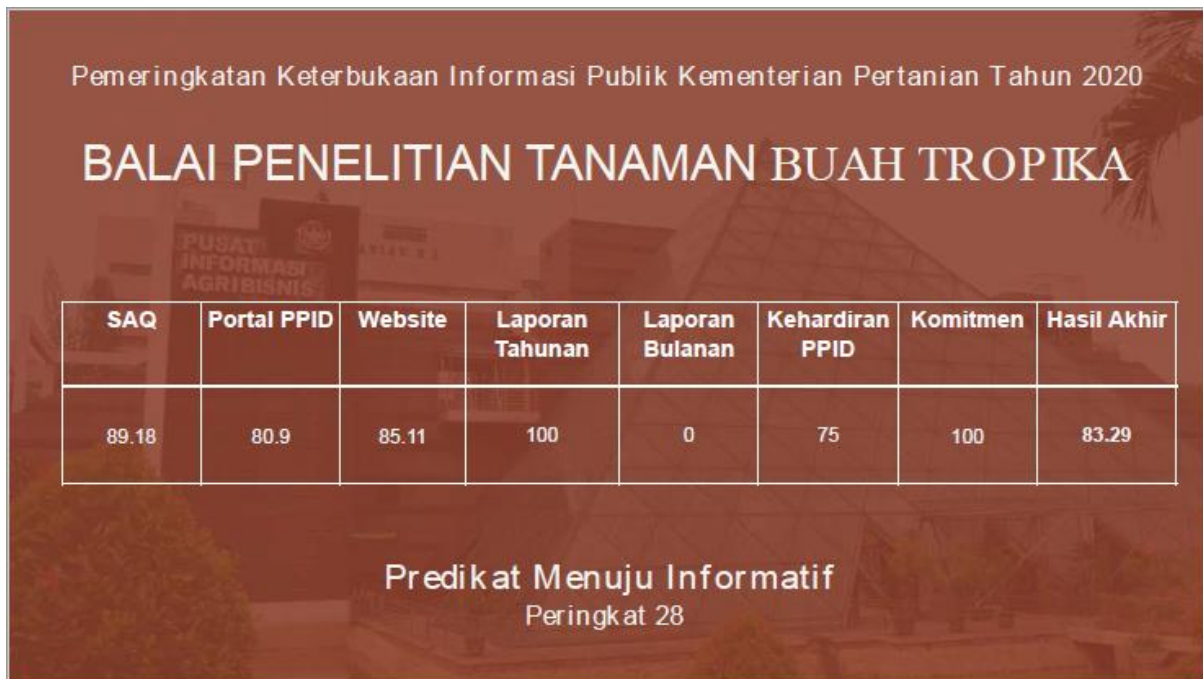 Pemeringkatan Keterbukaan Informasi Publik Kementerian Pertanian Tahun 2020
BALAI PENELITIAN TANAMAN BUAH TROPIKA
PUSAT
INFORMASI
AGRIBISNIS
SAQ Portal PPID Website Laporan Tahunan Laporan Bulanan Kehardiran PPID Komitmen Hasil Akhir
89.18 80.9 85.11 100 0 75 100 83.29
Predikat Menuju Informatif
Peringkat 28